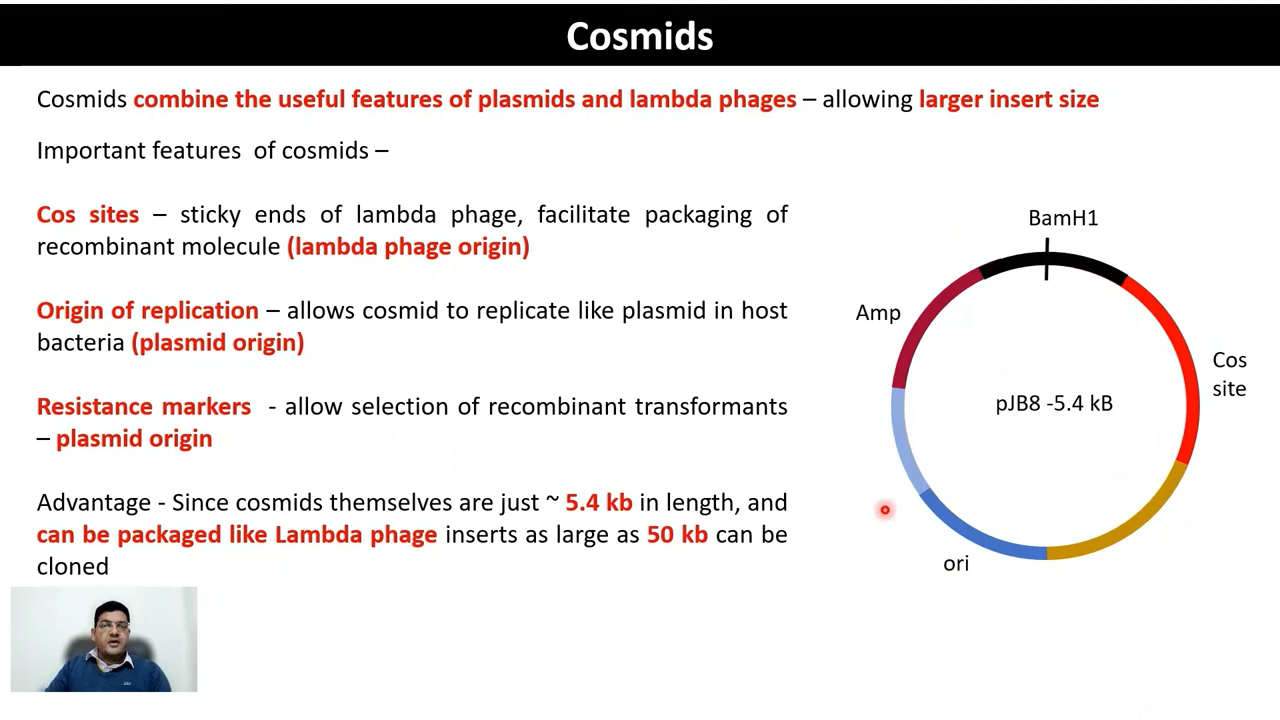 Cosmids
Cosmids combine the useful features of plasmids and lambda phages – allowing larger insert size
Important features of cosmids –
Cos sites – sticky ends of lambda phage, facilitate packaging of
recombinant molecule (lambda phage origin)
Origin of replication – allows cosmid to replicate like plasmid in host
bacteria (plasmid origin)
Resistance markers - allow selection of recombinant transformants
– plasmid origin
Advantage - Since cosmids themselves are just ~ 5.4 kb in length, and
can be packaged like Lambda phage inserts as large as 50 kb can be
cloned
BamH1
Amp
Cos
site
pJB8 -5.4 kB
ori